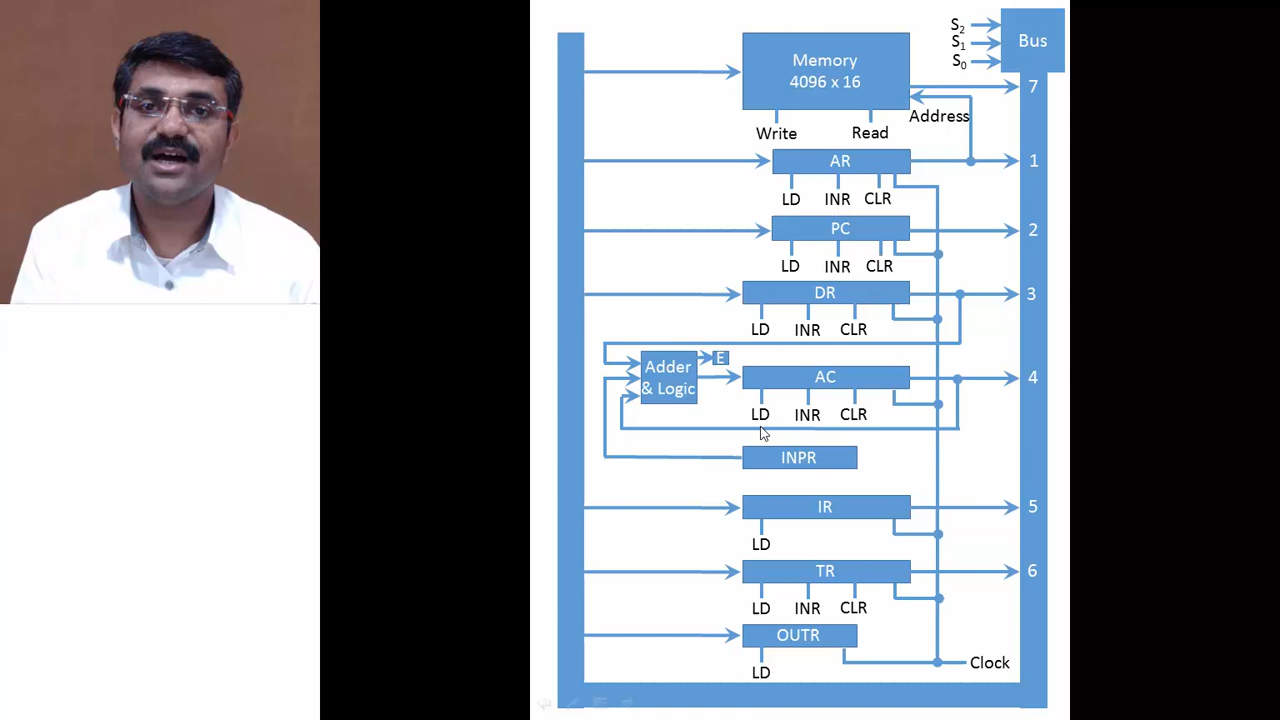 S2
S1
S0
Bus
Memory
4096 x 16
7
Address
Write Read
AR
1
LD INR CLR
PC
2
LD INR CLR
DR
3
LD INR CLR
Adder
& Logic
E
AC
4
LD INR CLR
INPR
IR
5
LD
TR
6
LD INR CLR
OUTR
Clock
LD